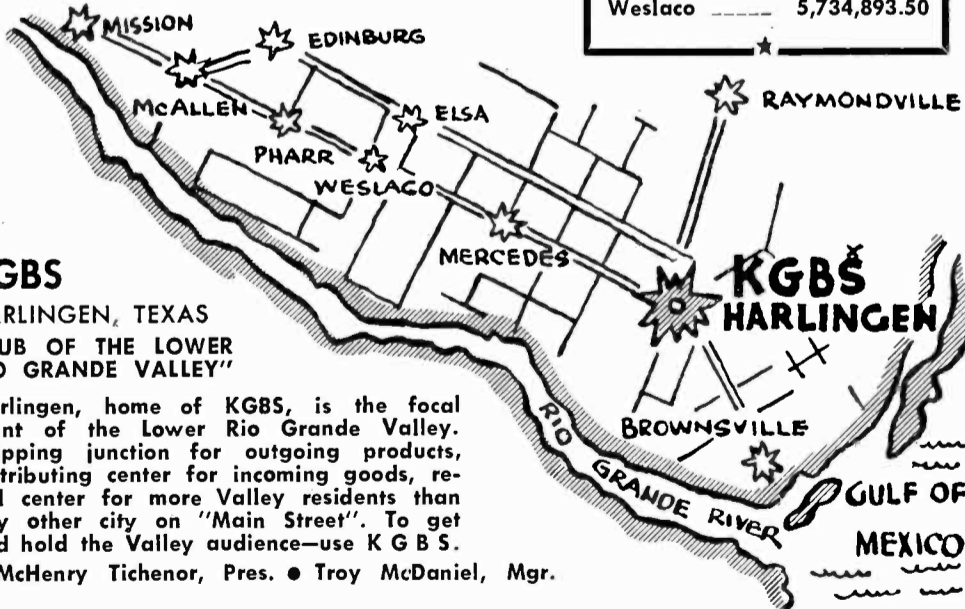 Weslaco _____ 5,734,893.50
MISSION
EDINBURG
McALLEN
ELSA
RAYMONDVILLE
PHARR
WESLACO
MERCEDES
KGBS
HARLINGEN
BROWNSVILLE
RIO GRANDE RIVER
GULF OF
MEXICO
GBS
ARLINGEN, TEXAS
UB OF THE LOWER
GRANDE VALLEY"
rlingen, home of KGBS, is the focal
nt of the Lower Rio Grande Valley.
pping junction for outgoing products,
tributing center for incoming goods, re-
l center for more Valley residents than
y other city on "Main Street". To get
d hold the Valley audience—use K G B S.
McHenry Tichenor, Pres. ● Troy McDaniel, Mgr.